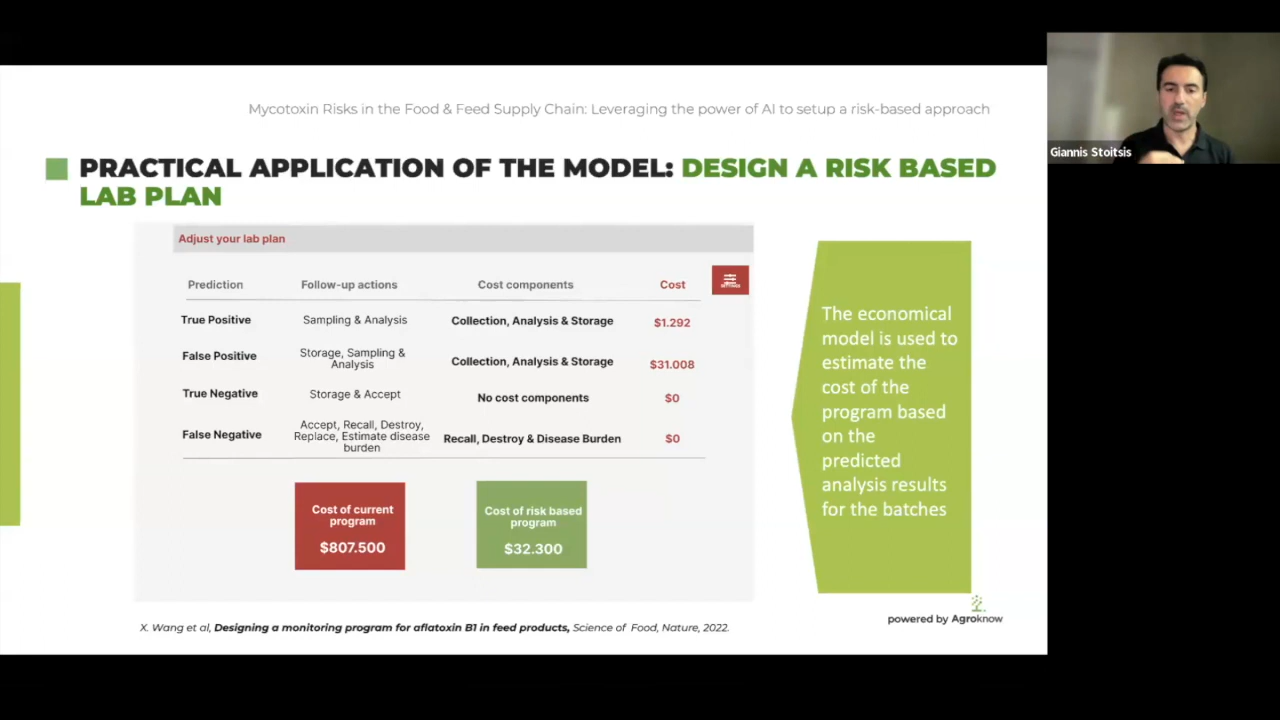 Mycotoxin Risks in the Food & Feed Supply Chain: Leveraging the power of AI to setup a risk-based approach
PRACTICAL APPLICATION OF THE MODEL: DESIGN A RISK BASED
LAB PLAN
Adjust your lab plan
Prediction Follow-up actions Cost components Cost
SETTINGS
True Positive Sampling & Analysis Collection, Analysis & Storage $1.292
False Positive Storage, Sampling &
Analysis Collection, Analysis & Storage $31.008
True Negative Storage & Accept No cost components $0
False Negative Accept, Recall, Destroy,
Replace, Estimate disease
burden Recall, Destroy & Disease Burden $0
Cost of current
program
$807.500
Cost of risk based
program
$32.300
The economical
model is used to
estimate the
cost of the
program based
on the
predicted
analysis results
for the batches
X. Wang et al, Designing a monitoring program for aflatoxin B1 in feed products, Science of Food, Nature, 2022.
powered by Agroknow
Giannis Stoitsis